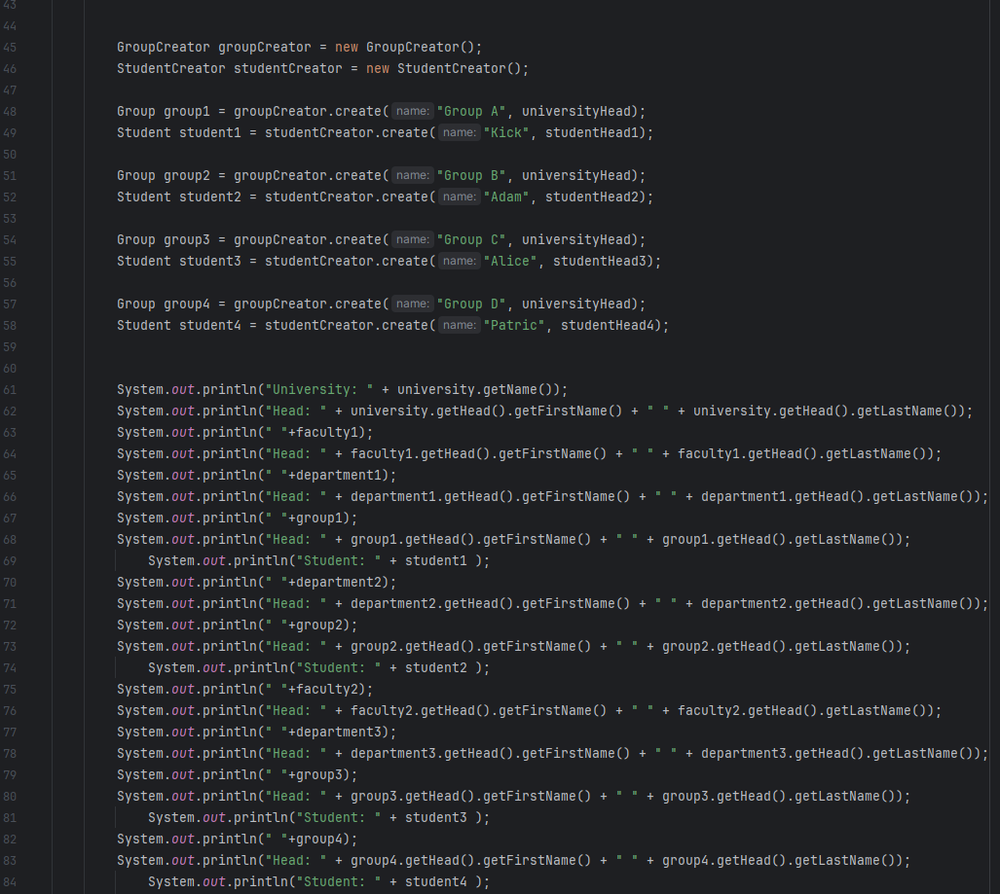 43
44
45 GroupCreator groupCreator = new GroupCreator();
46 StudentCreator studentCreator = new StudentCreator();
47
48 Group group1 = groupCreator.create( name: "Group A", universityHead);
49 Student student1 = studentCreator.create( name: "Kick", studentHead1);
50
51 Group group2 = groupCreator.create( name: "Group B", universityHead);
52 Student student2 = studentCreator.create( name: "Adam", studentHead2);
53
54 Group group3 = groupCreator.create( name: "Group C", universityHead);
55 Student student3 = studentCreator.create( name: "Alice", studentHead3);
56
57 Group group4 = groupCreator.create( name: "Group D", universityHead);
58 Student student4 = studentCreator.create( name: "Patric", studentHead4);
59
60
61 System.out.println("University: " + university.getName());
62 System.out.println("Head: " + university.getHead().getFirstName() + " " + university.getHead().getLastName());
63 System.out.println(" "+faculty1);
64 System.out.println("Head: " + faculty1.getHead().getFirstName() + " " + faculty1.getHead().getLastName());
65 System.out.println(" "+department1);
66 System.out.println("Head: " + department1.getHead().getFirstName() + " " + department1.getHead().getLastName());
67 System.out.println(" "+group1);
68 System.out.println("Head: " + group1.getHead().getFirstName() + " " + group1.getHead().getLastName());
69 System.out.println("Student: " + student1 );
70 System.out.println(" "+department2);
71 System.out.println("Head: " + department2.getHead().getFirstName() + " " + department2.getHead().getLastName());
72 System.out.println(" "+group2);
73 System.out.println("Head: " + group2.getHead().getFirstName() + " " + group2.getHead().getLastName());
74 System.out.println("Student: " + student2 );
75 System.out.println(" "+faculty2);
76 System.out.println("Head: " + faculty2.getHead().getFirstName() + " " + faculty2.getHead().getLastName());
77 System.out.println(" "+department3);
78 System.out.println("Head: " + department3.getHead().getFirstName() + " " + department3.getHead().getLastName());
79 System.out.println(" "+group3);
80 System.out.println("Head: " + group3.getHead().getFirstName() + " " + group3.getHead().getLastName());
81 System.out.println("Student: " + student3 );
82 System.out.println(" "+group4);
83 System.out.println("Head: " + group4.getHead().getFirstName() + " " + group4.getHead().getLastName());
84 System.out.println("Student: " + student4 );